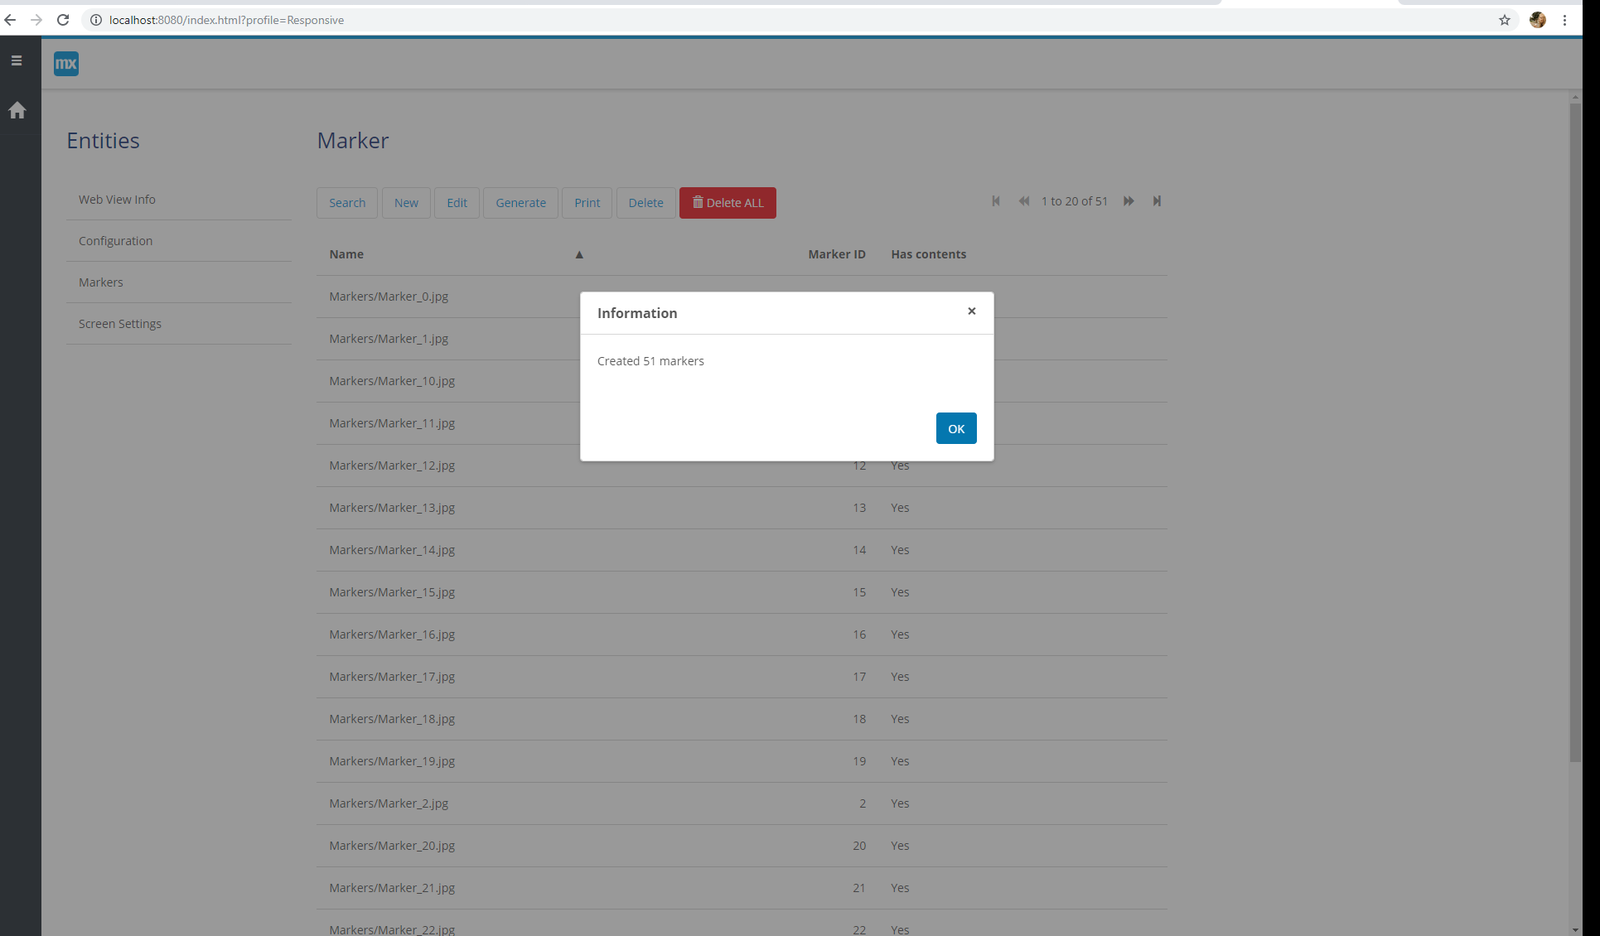 localhost:8080/index.html?profile=Responsive
mx
Entities
Marker
Web View Info
Configuration
Markers
Screen Settings
Search New Edit Generate Print Delete Delete ALL
1 to 20 of 51
Name Marker ID Has contents
Markers/Marker_0.jpg
Markers/Marker_1.jpg
Markers/Marker_10.jpg
Markers/Marker_11.jpg
Information
Created 51 markers
OK
Markers/Marker_12.jpg 12 Yes
Markers/Marker_13.jpg 13 Yes
Markers/Marker_14.jpg 14 Yes
Markers/Marker_15.jpg 15 Yes
Markers/Marker_16.jpg 16 Yes
Markers/Marker_17.jpg 17 Yes
Markers/Marker_18.jpg 18 Yes
Markers/Marker_19.jpg 19 Yes
Markers/Marker_2.jpg 2 Yes
Markers/Marker_20.jpg 20 Yes
Markers/Marker_21.jpg 21 Yes
Markers/Marker_22.jpg 22 Yes